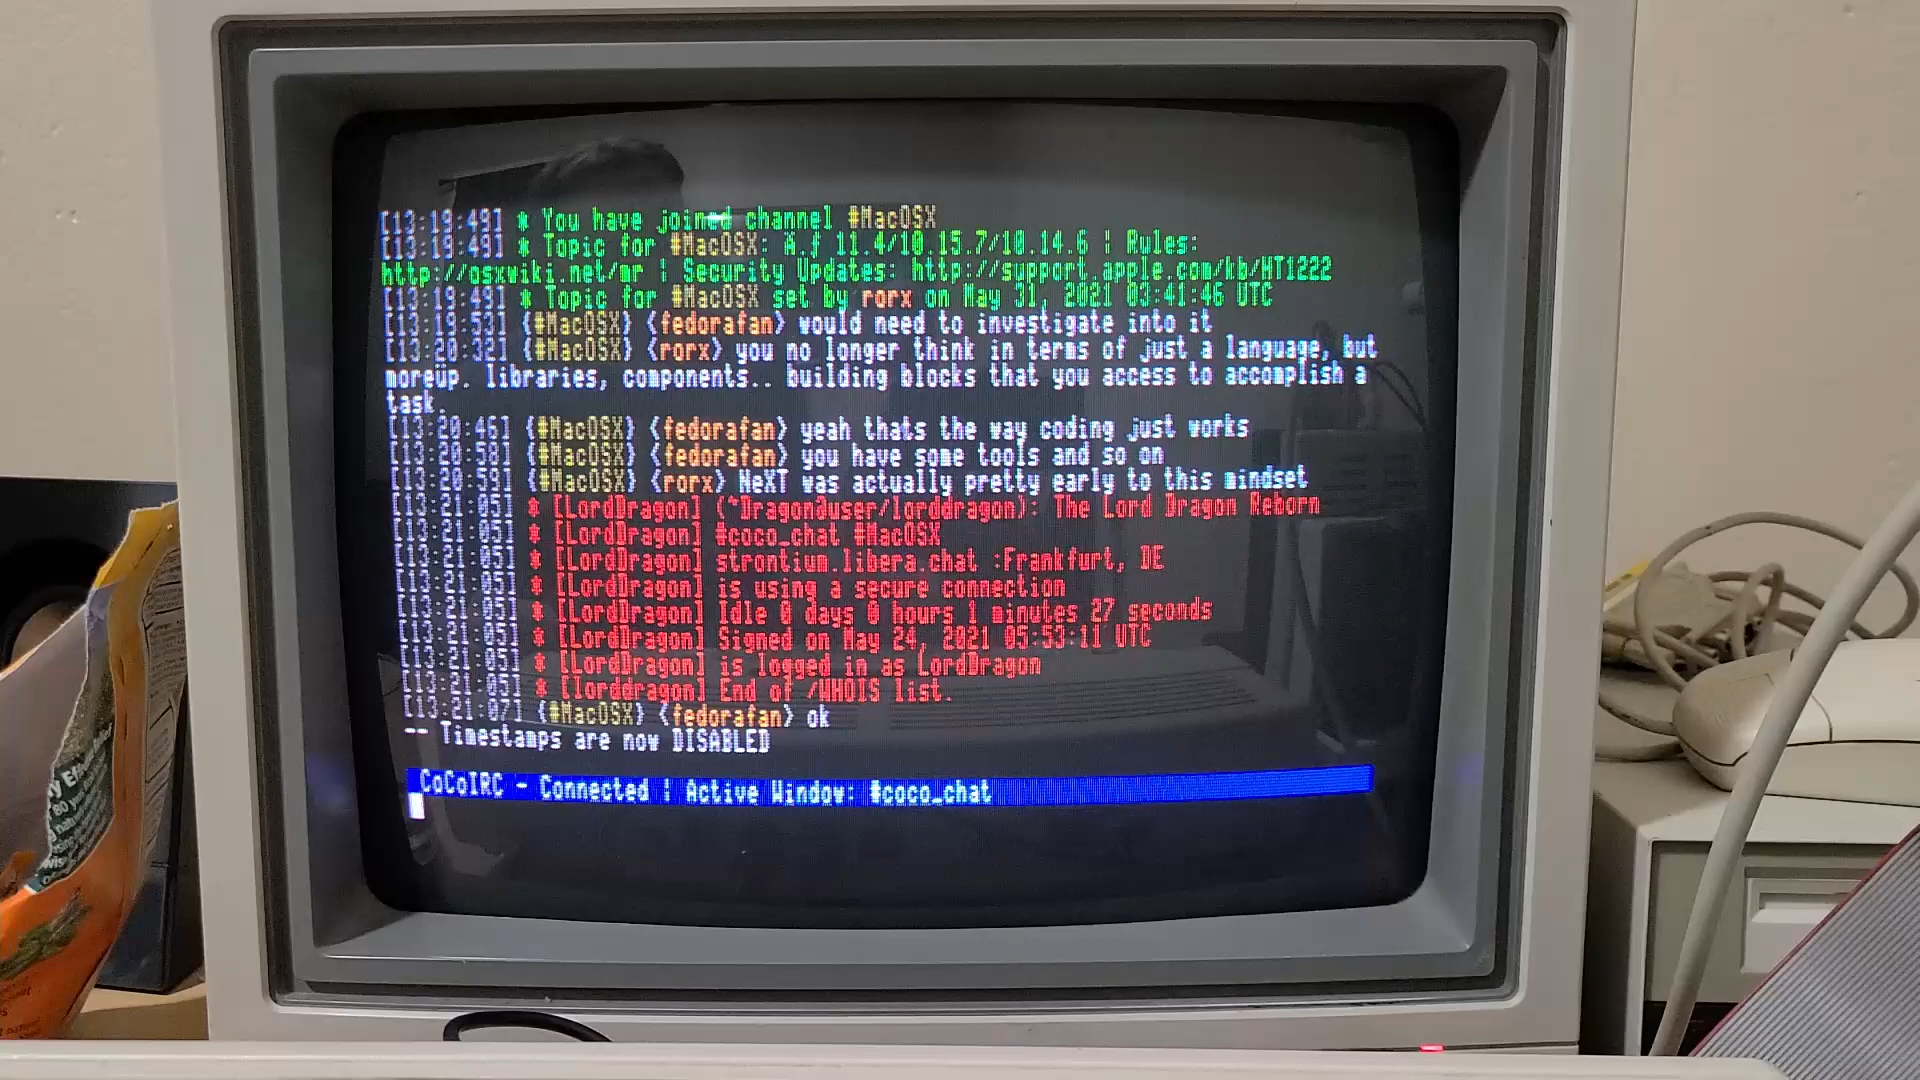 [13:19:49] * You have joined channel #MacOSX
[13:19:49] * Topic for #MacOSX: A.f 11.4/10.15.7/10.14.6 | Rules:
http://osxwiki.net/mr | Security Updates: http://support.apple.com/kb/HT1222
[13:19:49] * Topic for #MacOSX set by rorx on May 31, 2021 03:41:46 UTC
[13:19:53] {#MacOSX} <fedorafan> would need to investigate into it
[13:20:32] {#MacOSX} <rorx> you no longer think in terms of just a language, but
moreüp. libraries, components.. building blocks that you access to accomplish a
task.
[13:20:46] {#MacOSX} <fedorafan> yeah thats the way coding just works
[13:20:58] {#MacOSX} <fedorafan> you have some tools and so on
[13:20:59] {#MacOSX} <rorx> NeXT was actually pretty early to this mindset
[13:21:05] * [LordDragon] (~Dragon@user/lorddragon): The Lord Dragon Reborn
[13:21:05] * [LordDragon] #coco_chat #MacOSX
[13:21:05] * [LordDragon] strontium.libera.chat :Frankfurt, DE
[13:21:05] * [LordDragon] is using a secure connection
[13:21:05] * [LordDragon] Idle 0 days 0 hours 1 minutes 27 seconds
[13:21:05] * [LordDragon] Signed on May 24, 2021 05:53:11 UTC
[13:21:05] * [LordDragon] is logged in as LordDragon
[13:21:05] * [lorddragon] End of /WHOIS list.
[13:21:07] {#MacOSX} <fedorafan> ok
-- Timestamps are now DISABLED
CoCoIRC - Connected | Active Window: #coco_chat